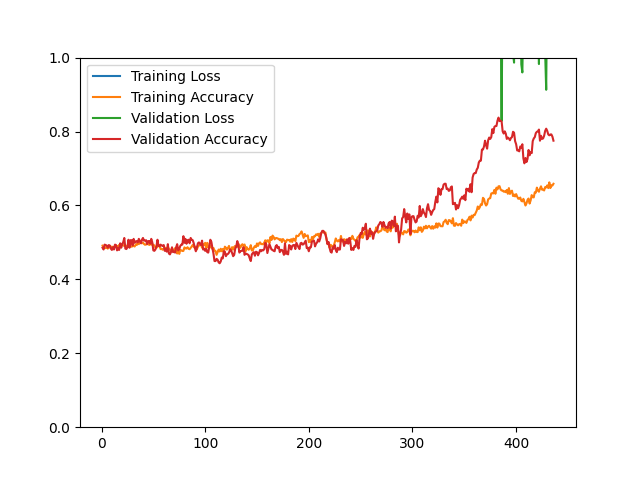 1.0
0.8
0.6
0.4
0.2
0.0
Training Loss
Training Accuracy
Validation Loss
Validation Accuracy
0 100 200 300 400